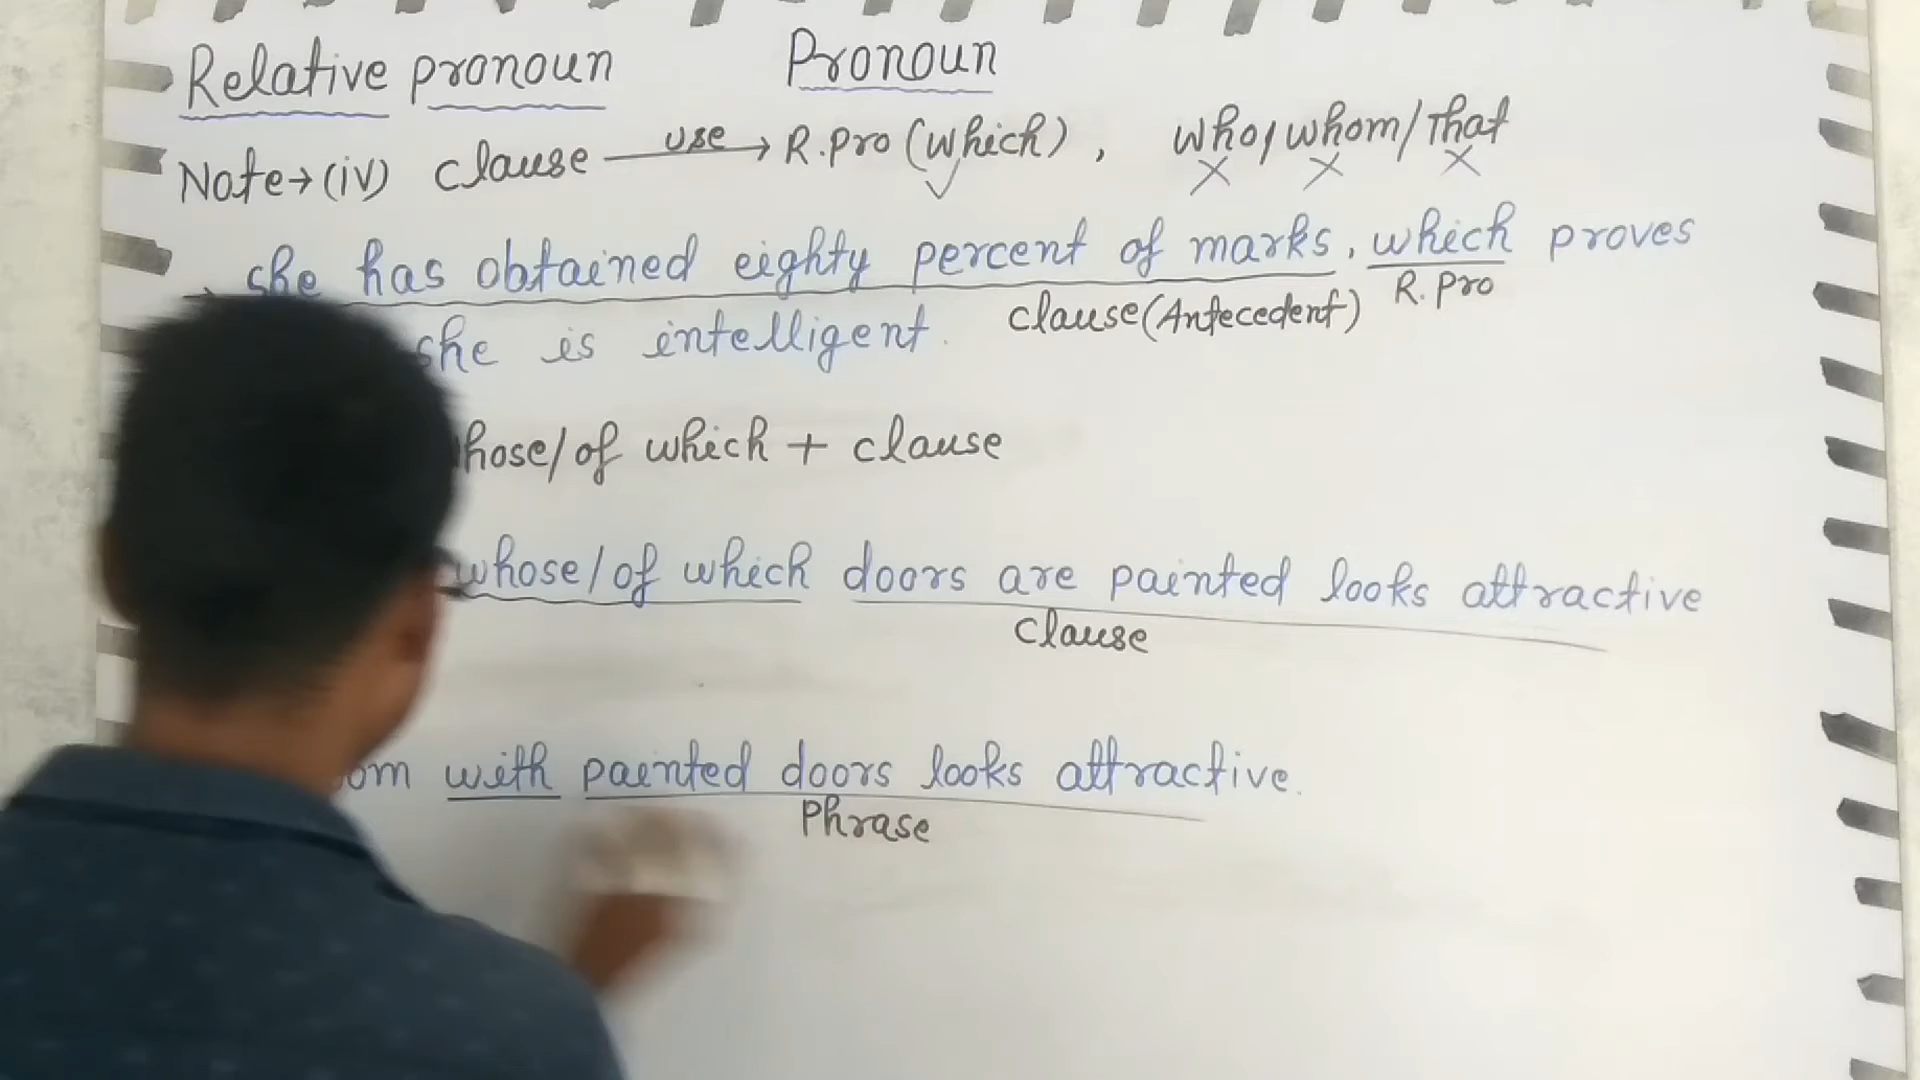 Relative pronoun Pronoun
Note→(iv) clause use→ R.pro (which), who, whom/That
she has obtained eighty percent of marks, which proves
clause(Antecedent) R.pro
she is intelligent.
hose/of which + clause
whose/of which doors are painted looks attractive
clause
om with painted doors looks attractive.
Phrase